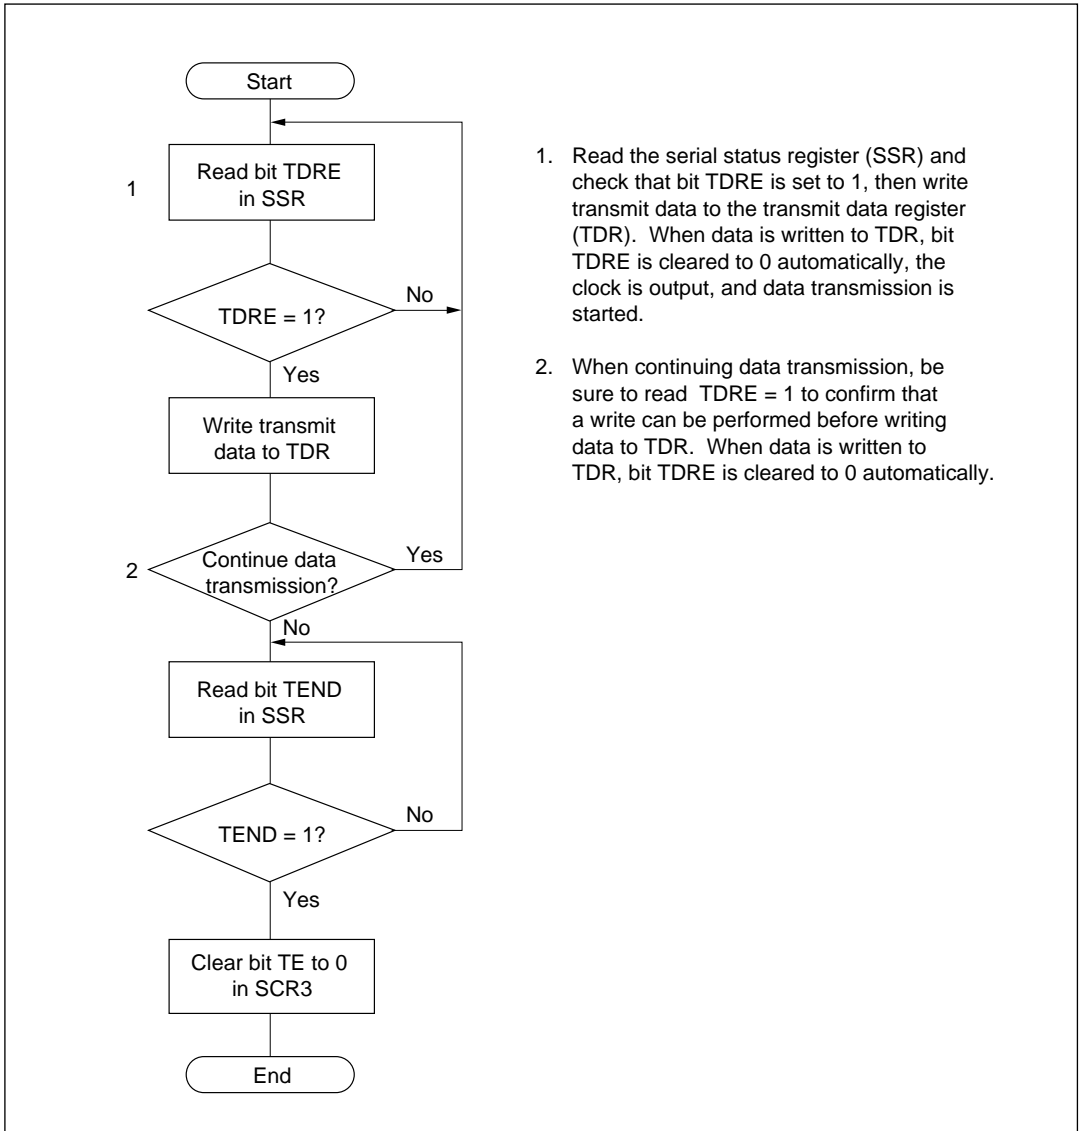 Start
1
Read bit TDRE
in SSR
TDRE = 1?
No
Yes
Write transmit
data to TDR
2
Continue data
transmission?
Yes
No
Read bit TEND
in SSR
TEND = 1?
No
Yes
Clear bit TE to 0
in SCR3
End
1. Read the serial status register (SSR) and
check that bit TDRE is set to 1, then write
transmit data to the transmit data register
(TDR).  When data is written to TDR, bit
TDRE is cleared to 0 automatically, the
clock is output, and data transmission is
started.
2. When continuing data transmission, be
sure to read  TDRE = 1 to confirm that
a write can be performed before writing
data to TDR.  When data is written to
TDR, bit TDRE is cleared to 0 automatically.